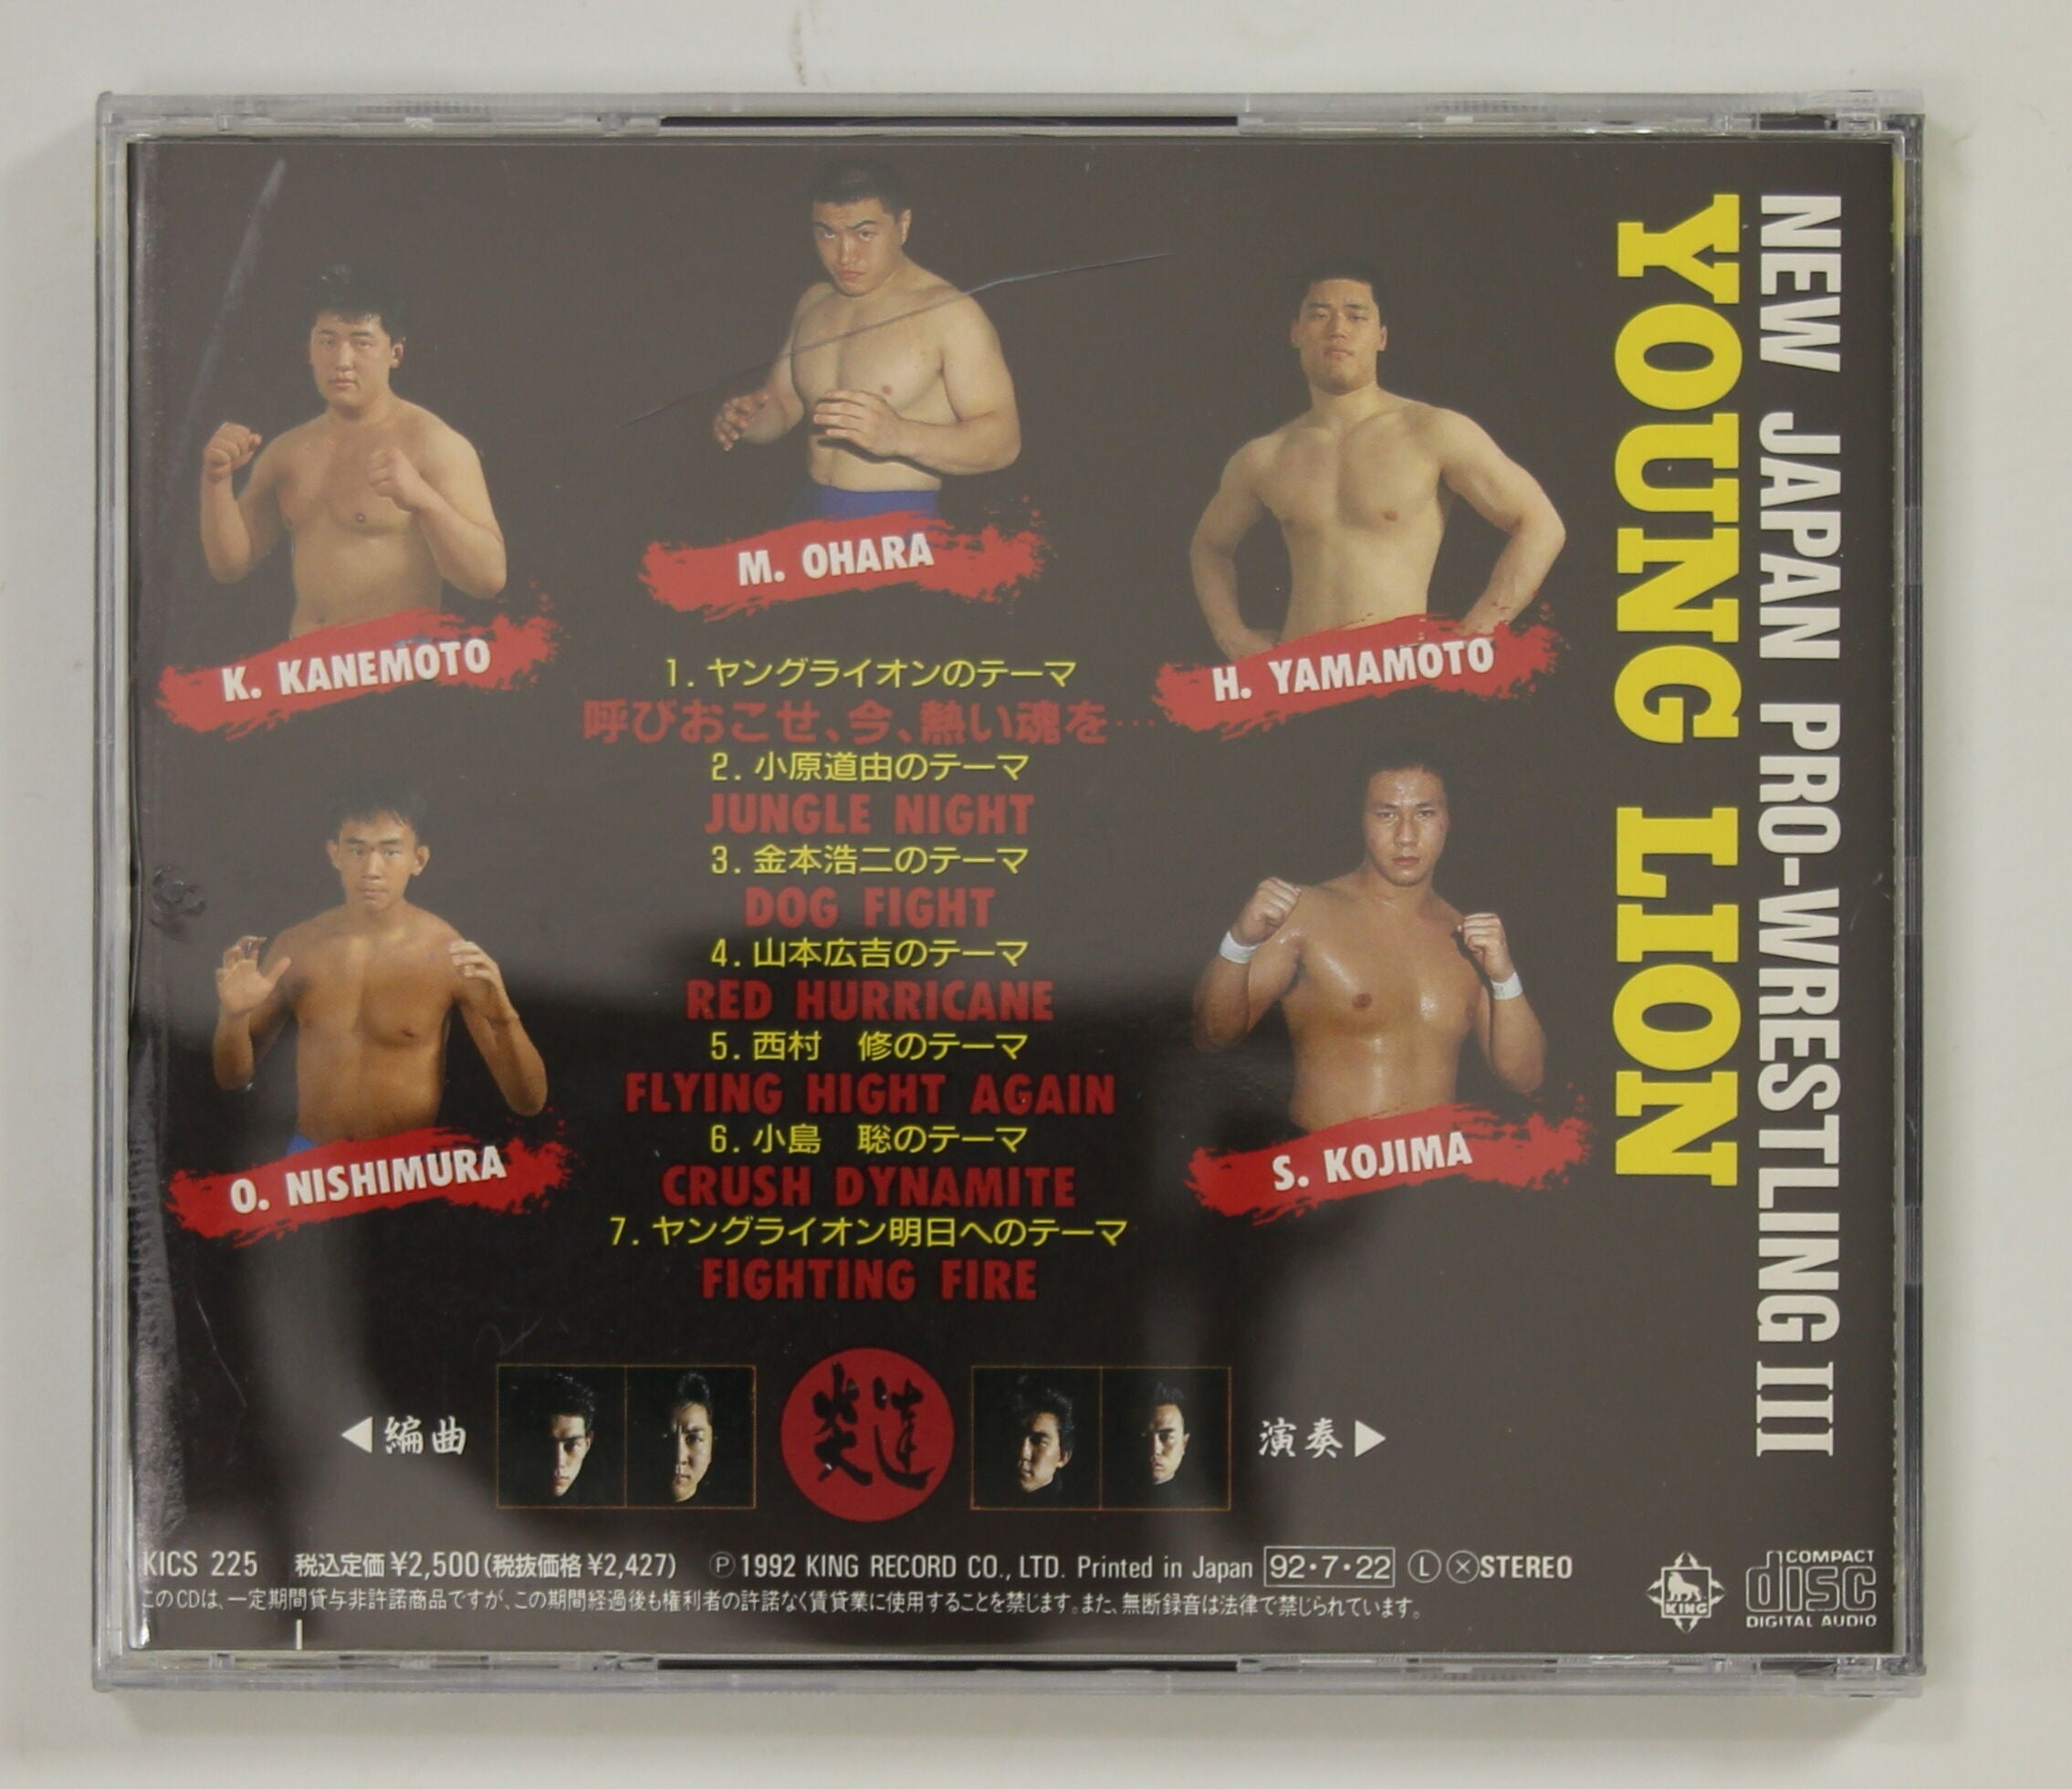 NEW JAPAN PRO-WRESTLING III
YOUNG LION
K. KANEMOTO
M. OHARA
H. YAMAMOTO
O. NISHIMURA
S. KOJIMA
1. ヤングライオンのテーマ
呼びおこせ、今、熱い魂を…
2. 小原道由のテーマ
JUNGLE NIGHT
3. 金本浩二のテーマ
DOG FIGHT
4. 山本広吉のテーマ
RED HURRICANE
5. 西村　修のテーマ
FLYING HIGHT AGAIN
6. 小島　聡のテーマ
CRUSH DYNAMITE
7. ヤングライオン明日へのテーマ
FIGHTING FIRE
◀編曲
演奏▶
KICS 225 税込定価¥2,500(税抜価格¥2,427) Ⓟ1992 KING RECORD CO., LTD. Printed in Japan 92・7・22 Ⓛ ⓧ STEREO
このCDは、一定期間貸与非許諾商品ですが、この期間経過後も権利者の許諾なく賃貸業に使用することを禁じます。また、無断録音は法律で禁じられています。
KING
COMPACT
disc
DIGITAL AUDIO